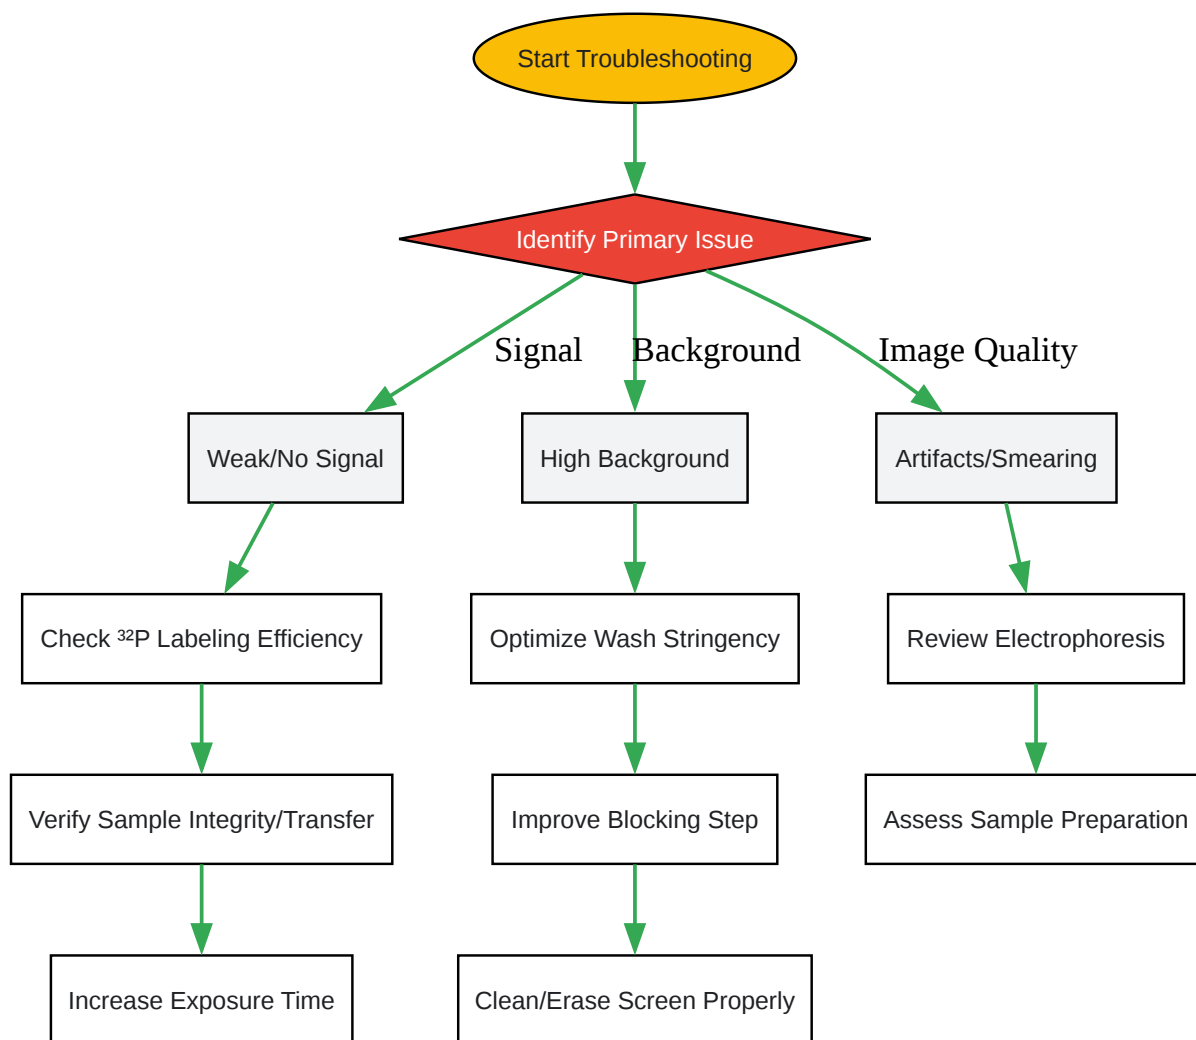 Start Troubleshooting
Identify Primary Issue
Signal
Background
Image Quality
Weak/No Signal
High Background
Artifacts/Smearing
Check ³²P Labeling Efficiency
Optimize Wash Stringency
Review Electrophoresis
Verify Sample Integrity/Transfer
Improve Blocking Step
Assess Sample Preparation
Increase Exposure Time
Clean/Erase Screen Properly